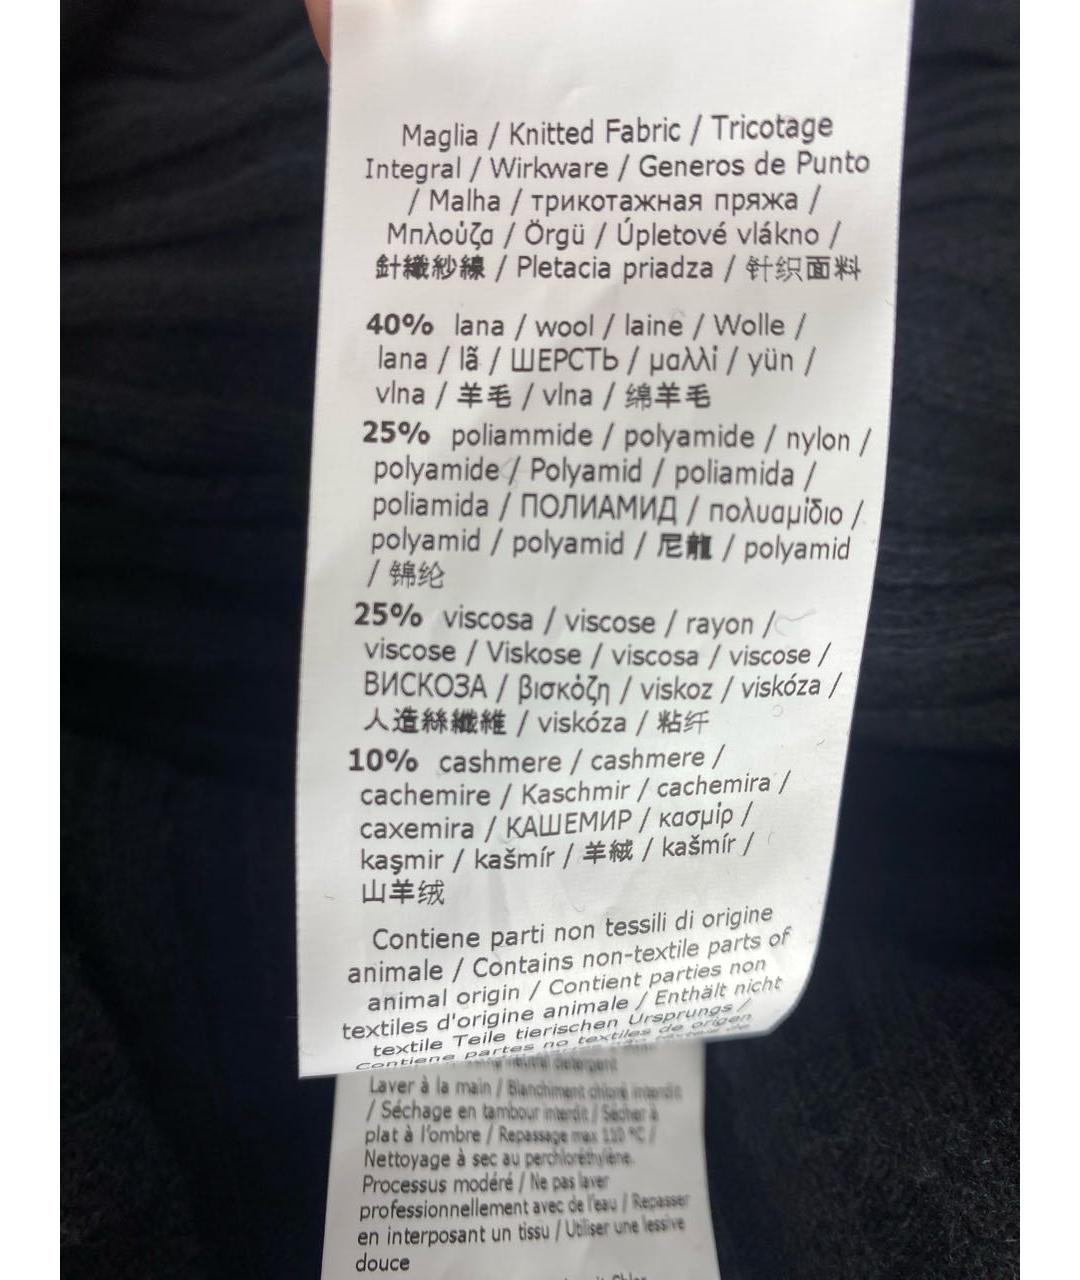 Maglia / Knitted Fabric / Tricotage
Integral / Wirkware / Generos de Punto
/ Malha / трикотажная пряжа /
Μπλούζα / Örgü / Úpletové vlákno /
針織紗線 / Pletacia priadza / 针织面料
40% lana / wool / laine / Wolle /
lana / lã / ШЕРСТЬ / μαλλί / yün /
vlna / 羊毛 / vlna / 绵羊毛
25% poliammide / polyamide / nylon /
polyamide / Polyamid / poliamida /
poliamida / ПОЛИАМИД / πολυαμίδιο /
polyamid / polyamid / 尼龍 / polyamid
/ 锦纶
25% viscosa / viscose / rayon /
viscose / Viskose / viscosa / viscose /
ВИСКОЗА / βισκόζη / viskoz / viskóza /
人造絲纖維 / viskóza / 粘纤
10% cashmere / cashmere /
cachemire / Kaschmir / cachemira /
caxemira / КАШЕМИР / κασμίρ /
kaşmir / kašmír / 羊絨 / kašmír /
山羊绒
Contiene parti non tessili di origine
animale / Contains non-textile parts of
animal origin / Contient parties non
textiles d'origine animale / Enthält nicht
textile Teile tierischen Ursprungs /
Contiene partes no textiles de origen
detergent
Laver à la main / Blanchiment chloré interdit
/ Séchage en tambour interdit / Sécher à
plat à l'ombre / Repassage max 110 °C /
Nettoyage à sec au perchloréthylène.
Processus modéré / Ne pas laver
professionnellement avec de l'eau / Repasser
en interposant un tissu / Utiliser une lessive
douce